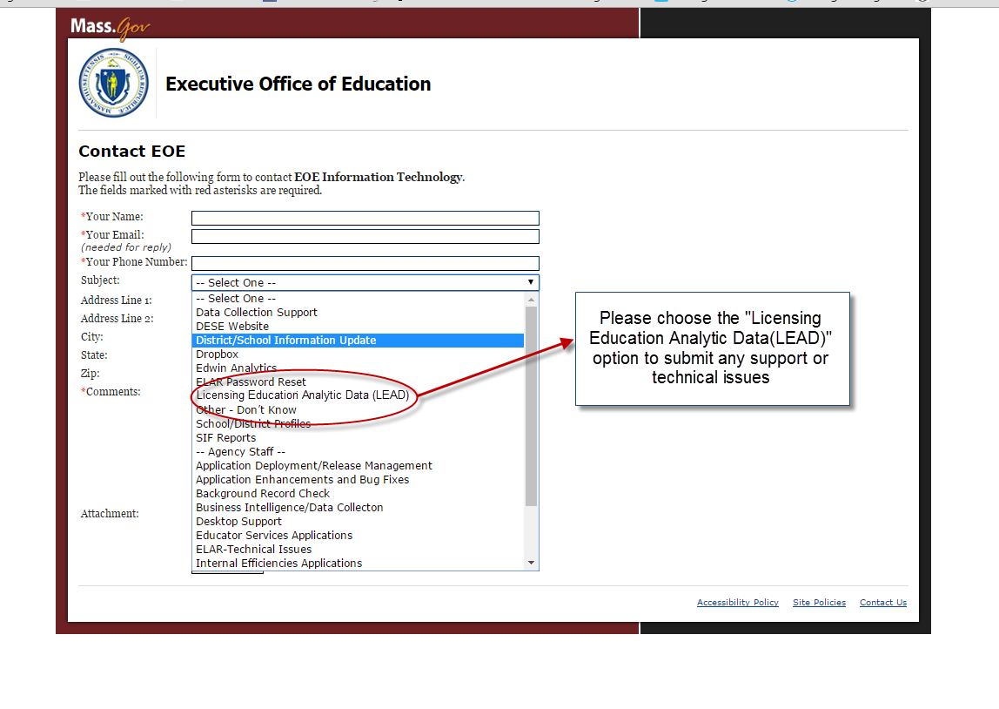 Mass.Gov
Executive Office of Education
Contact EOE
Please fill out the following form to contact EOE Information Technology.
The fields marked with red asterisks are required.
*Your Name:
*Your Email:
(needed for reply)
*Your Phone Number:
Subject:
-- Select One --
Address Line 1:
Address Line 2:
City:
State:
Zip:
*Comments:
Attachment:
-- Select One --
Data Collection Support
DESE Website
District/School Information Update
Dropbox
Edwin Analytics
ELAR Password Reset
Licensing Education Analytic Data (LEAD)
Other - Don't Know
School/District Profiles
SIF Reports
-- Agency Staff --
Application Deployment/Release Management
Application Enhancements and Bug Fixes
Background Record Check
Business Intelligence/Data Collecton
Desktop Support
Educator Services Applications
ELAR-Technical Issues
Internal Efficiencies Applications
Please choose the "Licensing
Education Analytic Data(LEAD)"
option to submit any support or
technical issues
Accessibility Policy Site Policies Contact Us